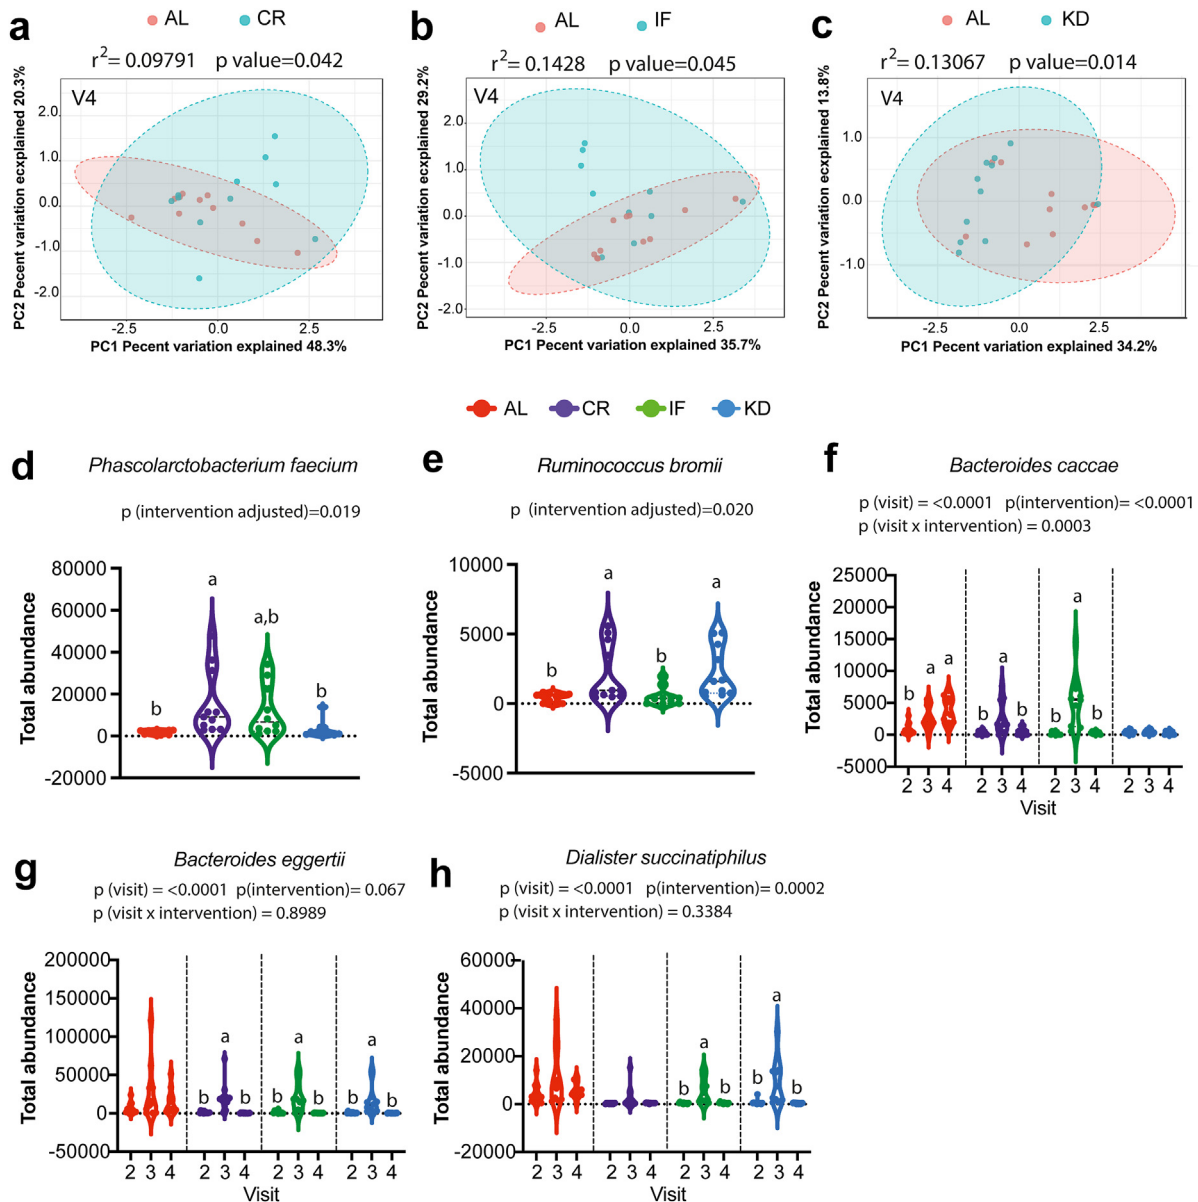 a
AL CR
r2= 0.09791 p value=0.042
V4
PC2 Pecent variation ecxplained 20.3%
2.0
1.0
0.0
-1.0
-2.0
-2.5 0.0 2.5
PC1 Pecent variation explained 48.3%
b
AL IF
r2= 0.1428 p value=0.045
V4
PC2 Pecent variation ecxplained 29.2%
2.0
1.0
0.0
-1.0
-2.0
-2.5 0.0 2.5
PC1 Pecent variation explained 35.7%
c
AL KD
r2= 0.13067 p value=0.014
V4
PC2 Pecent variation ecxplained 13.8%
1.0
0.0
-1.0
-2.5 0.0 2.5
PC1 Pecent variation explained 34.2%
AL CR IF KD
d
Phascolarctobacterium faecium
p (intervention adjusted)=0.019
Total abundance
80000
60000
40000
20000
0
-20000
b a a,b b
e
Ruminococcus bromii
p (intervention adjusted)=0.020
Total abundance
10000
5000
0
-5000
b a b a
f
Bacteroides caccae
p (visit) = <0.0001 p(intervention)= <0.0001
p (visit x intervention) = 0.0003
Total abundance
25000
20000
15000
10000
5000
0
-5000
b a a b a b b a b
2 3 4 2 3 4 2 3 4 2 3 4
Visit
g
Bacteroides eggertii
p (visit) = <0.0001 p(intervention)= 0.067
p (visit x intervention) = 0.8989
Total abundance
200000
150000
100000
50000
0
-50000
b a b b a b b a b
2 3 4 2 3 4 2 3 4 2 3 4
Visit
h
Dialister succinatiphilus
p (visit) = <0.0001 p(intervention)= 0.0002
p (visit x intervention) = 0.3384
Total abundance
60000
40000
20000
0
-20000
b a b b a b
2 3 4 2 3 4 2 3 4 2 3 4
Visit